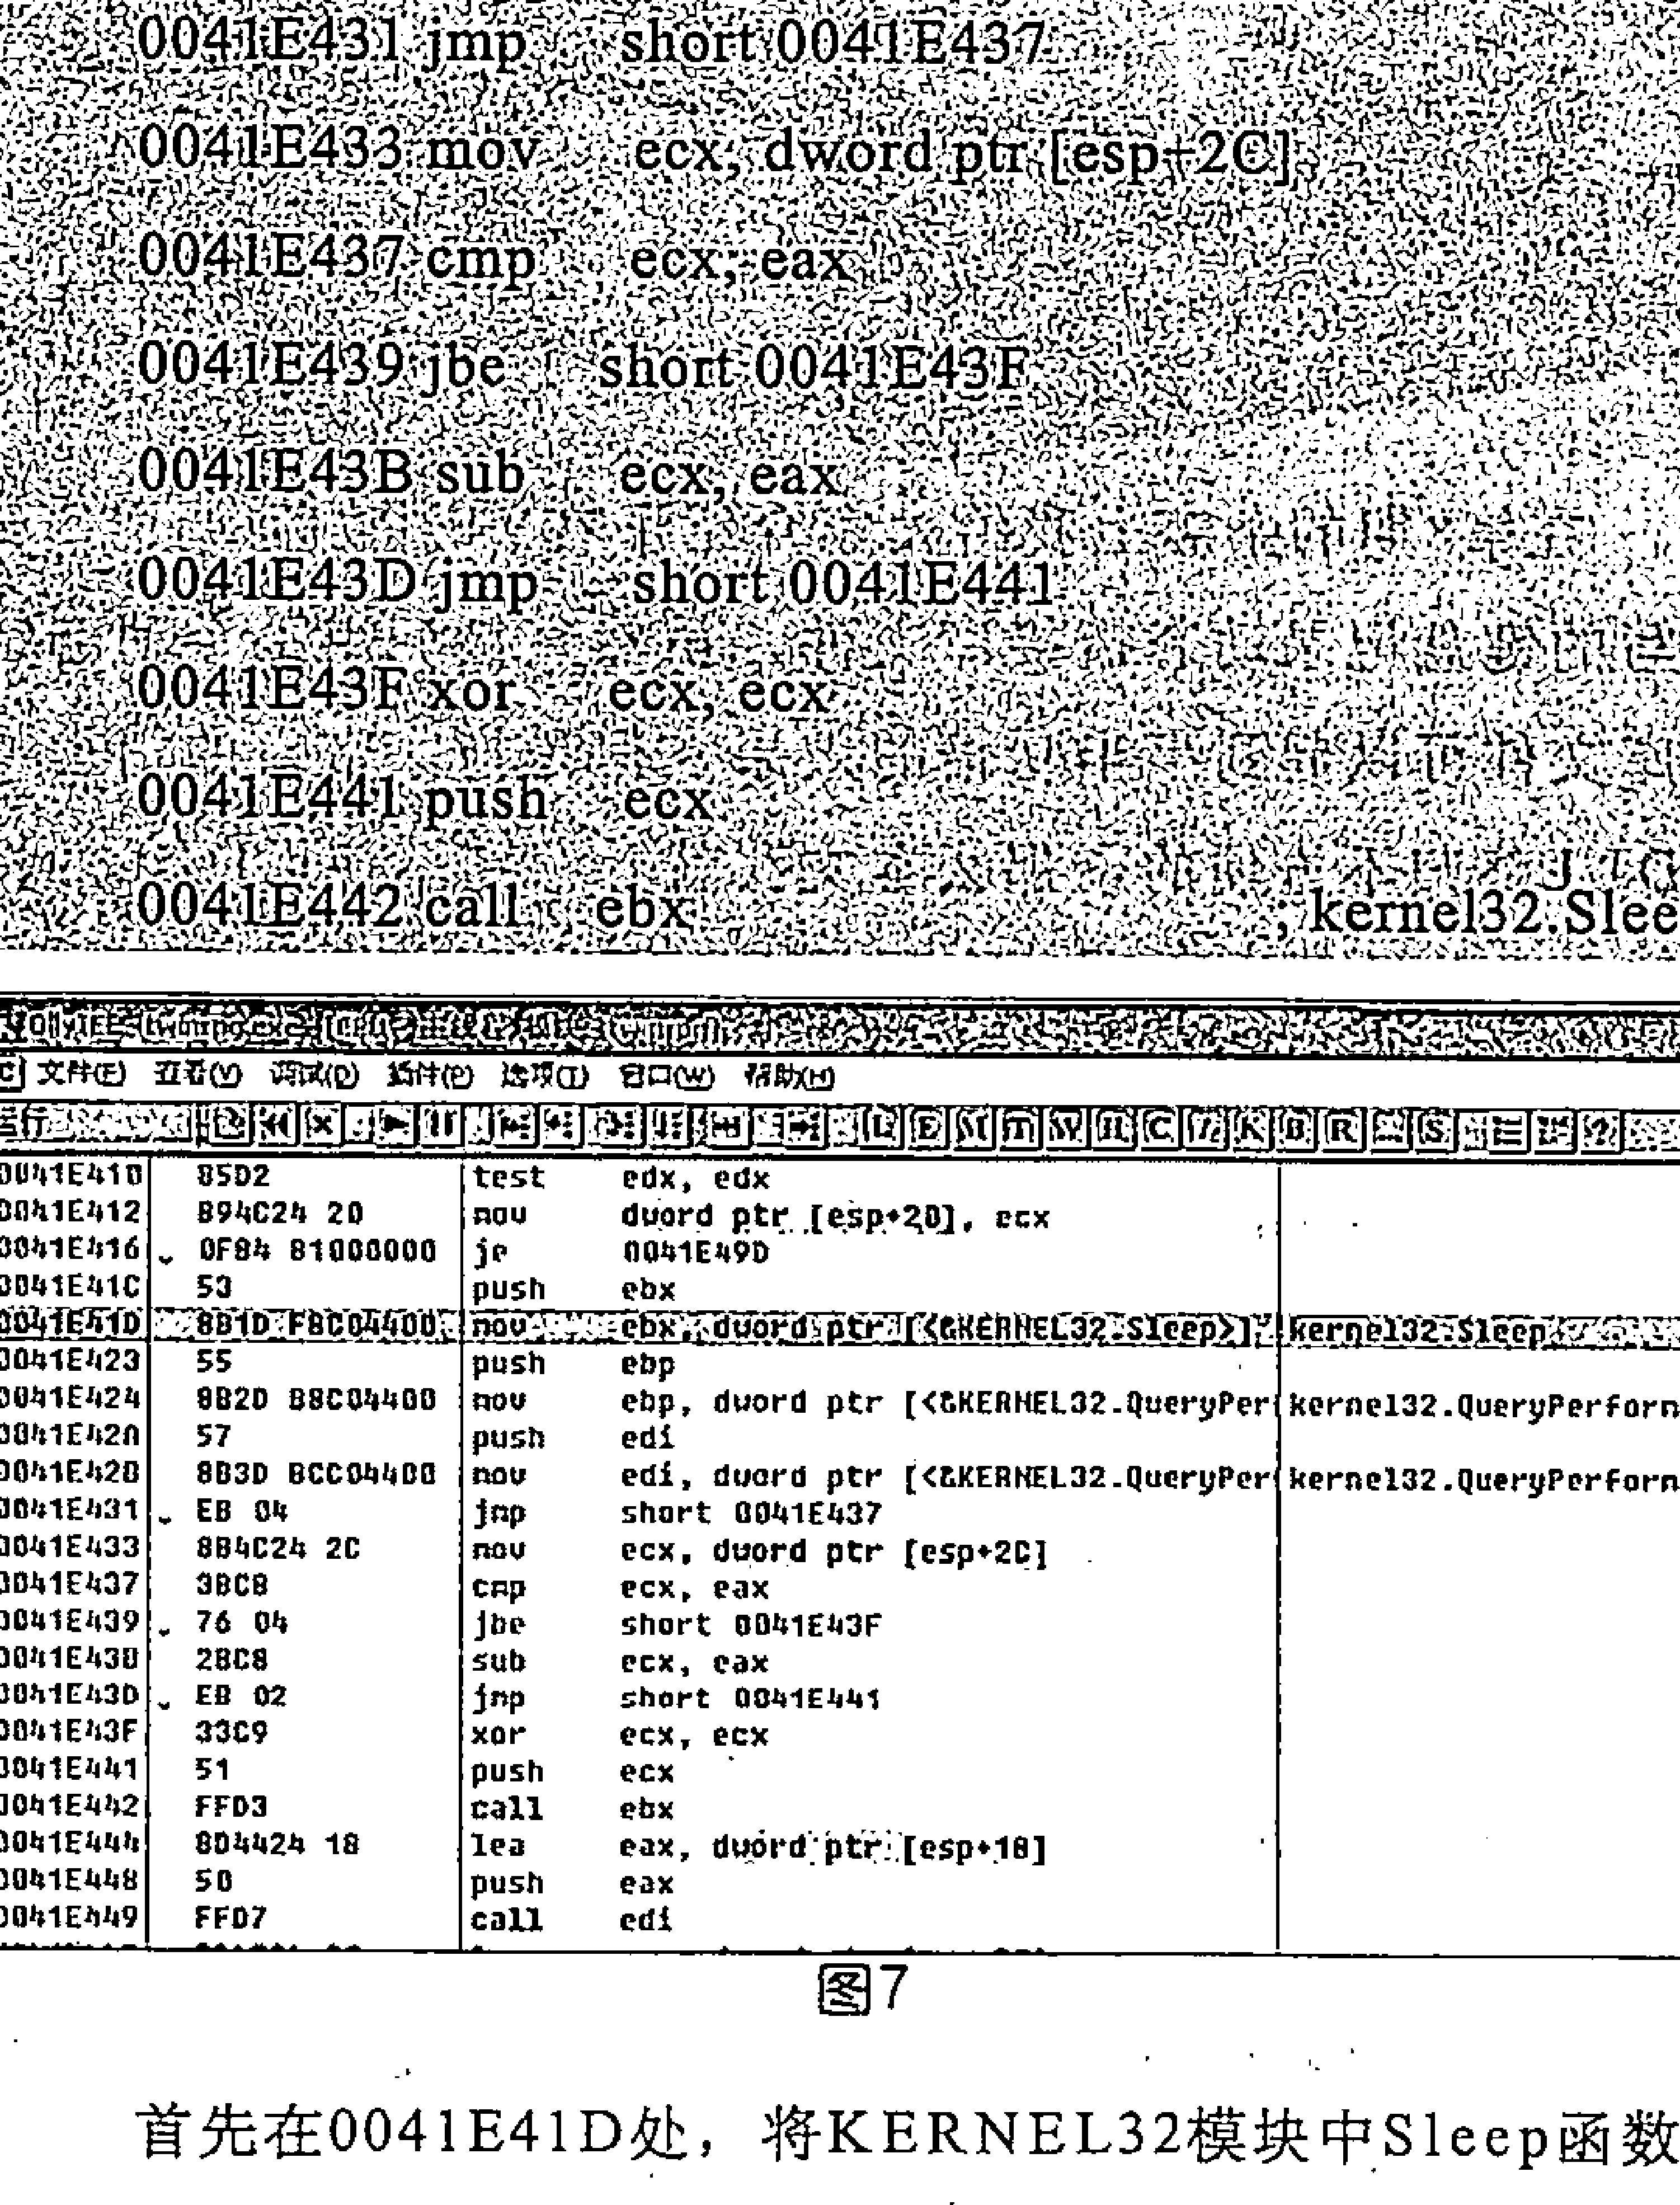 0041E431 jmp short 0041E437
0041E433 mov ecx, dword ptr [esp+2C]
0041E437 cmp ecx, eax
0041E439 jbe short 0041E43F
0041E43B sub ecx, eax
0041E43D jmp short 0041E441
0041E43F xor ecx, ecx
0041E441 push ecx
0041E442 call ebx ; kernel32.Slee
文件(F) 查看(V) 调试(D) 插件(P) 选项(T) 窗口(W) 帮助(H)
L E M T W H C / K B R ... S ?
0041E410 85D2 test edx, edx
0041E412 894C24 20 mov dword ptr [esp+20], ecx
0041E416 0F84 81000000 je 0041E49D
0041E41C 53 push ebx
0041E41D 8B1D F8C04400 mov ebx, dword ptr [<&KERNEL32.Sleep>] kernel32.Sleep
0041E423 55 push ebp
0041E424 8B2D B8C04400 mov ebp, dword ptr [<&KERNEL32.QueryPer kernel32.QueryPerform
0041E42A 57 push edi
0041E42B 8B3D BCC04400 mov edi, dword ptr [<&KERNEL32.QueryPer kernel32.QueryPerform
0041E431 EB 04 jmp short 0041E437
0041E433 8B4C24 2C mov ecx, dword ptr [esp+2C]
0041E437 3BC8 cmp ecx, eax
0041E439 76 04 jbe short 0041E43F
0041E43B 2BC8 sub ecx, eax
0041E43D EB 02 jmp short 0041E441
0041E43F 33C9 xor ecx, ecx
0041E441 51 push ecx
0041E442 FFD3 call ebx
0041E444 8D4424 18 lea eax, dword ptr [esp+18]
0041E448 50 push eax
0041E449 FFD7 call edi
图7
首先在0041E41D处，将KERNEL32模块中Sleep函数